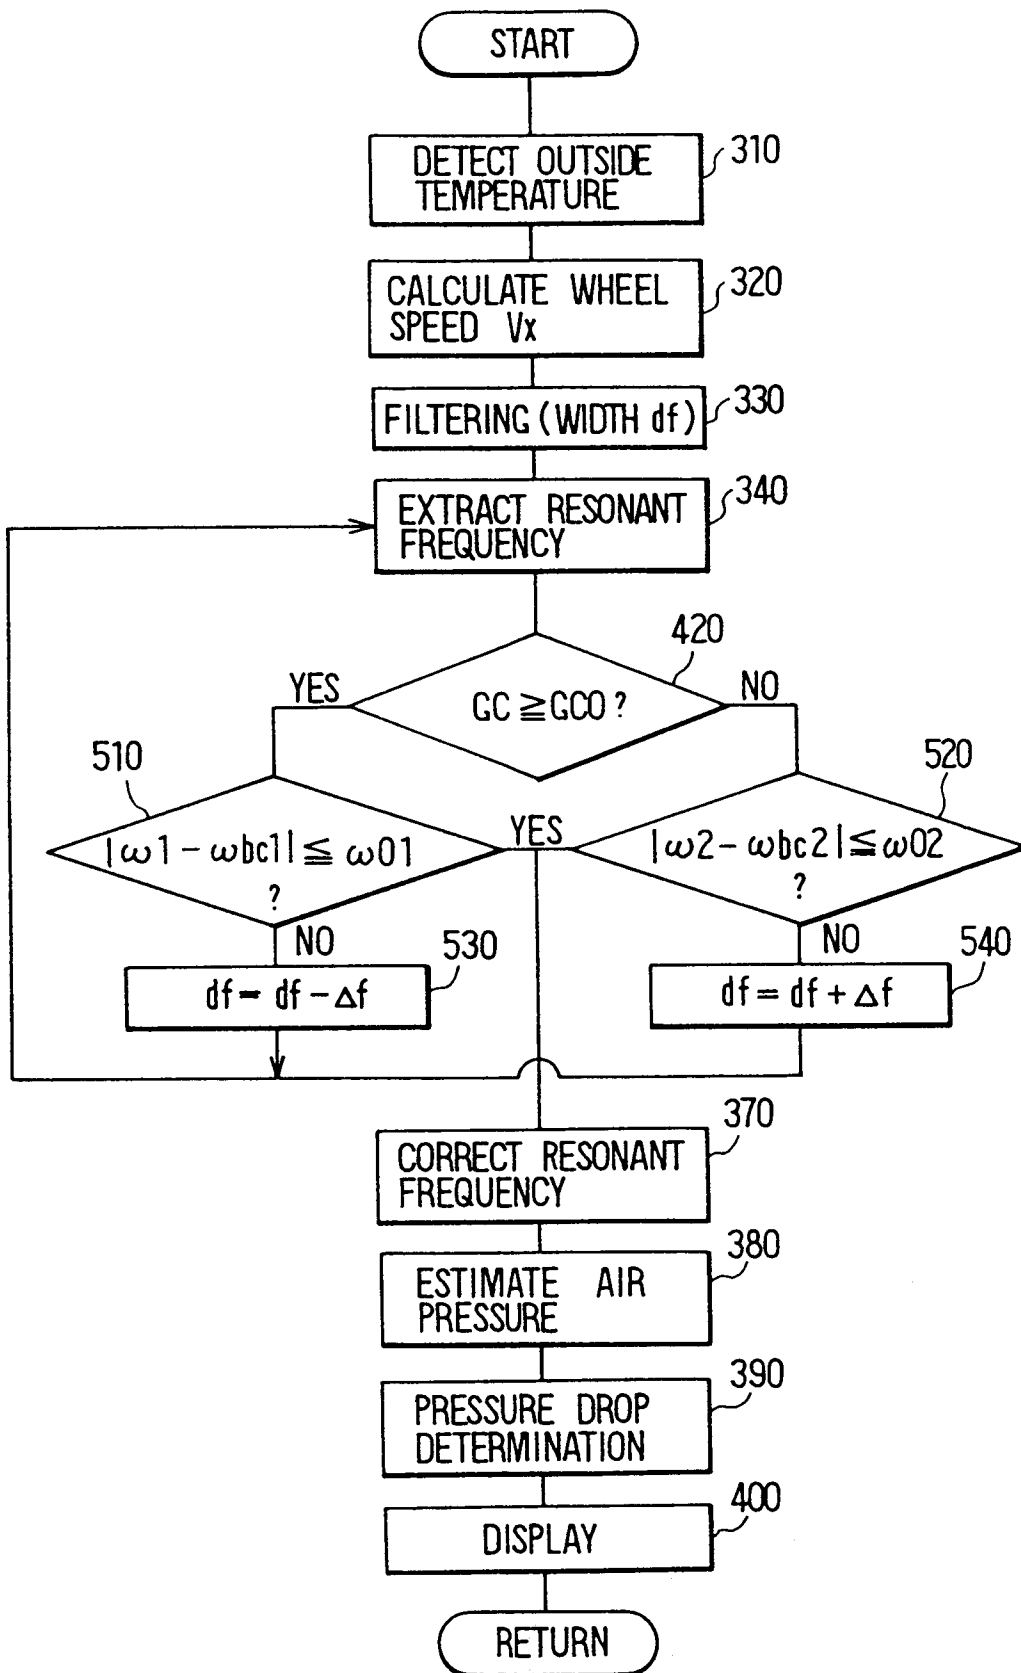 START
DETECT OUTSIDE
TEMPERATURE
310
CALCULATE WHEEL
SPEED Vx
320
FILTERING (WIDTH df)
330
EXTRACT RESONANT
FREQUENCY
340
420
YES
GC ≧ GC0 ?
NO
510
|ω1 - ωbc1| ≦ ω01
?
YES
520
|ω2 - ωbc2| ≦ ω02
?
NO
530
df = df - Δf
NO
540
df = df + Δf
370
CORRECT RESONANT
FREQUENCY
380
ESTIMATE AIR
PRESSURE
390
PRESSURE DROP
DETERMINATION
400
DISPLAY
RETURN